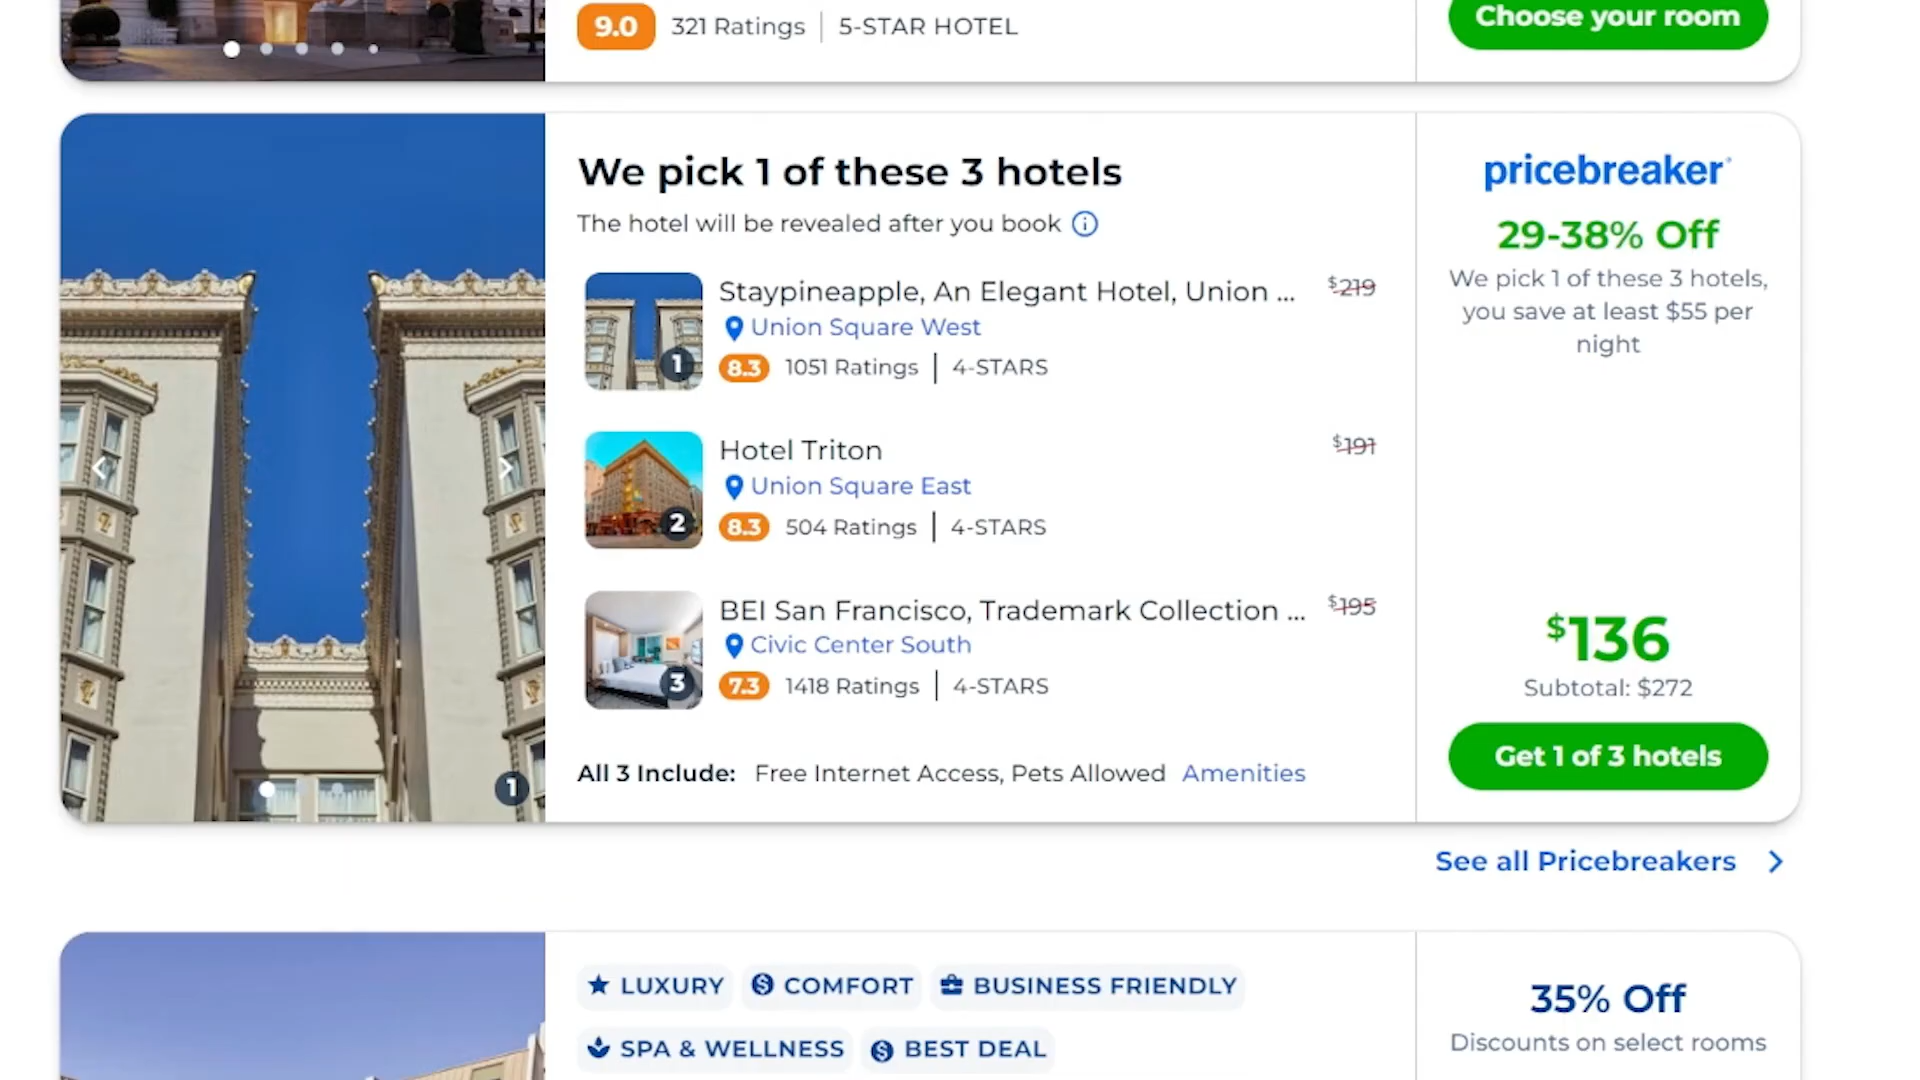 9.0 321 Ratings 5-STAR HOTEL
Choose your room
We pick 1 of these 3 hotels
The hotel will be revealed after you book
Staypineapple, An Elegant Hotel, Union ... $219
Union Square West
1
8.3 1051 Ratings 4-STARS
Hotel Triton $191
Union Square East
2
8.3 504 Ratings 4-STARS
BEI San Francisco, Trademark Collection ... $195
Civic Center South
3
7.3 1418 Ratings 4-STARS
All 3 Include: Free Internet Access, Pets Allowed Amenities
1
pricebreaker
29-38% Off
We pick 1 of these 3 hotels,
you save at least $55 per
night
$136
Subtotal: $272
Get 1 of 3 hotels
See all Pricebreakers
LUXURY COMFORT BUSINESS FRIENDLY
SPA & WELLNESS BEST DEAL
35% Off
Discounts on select rooms